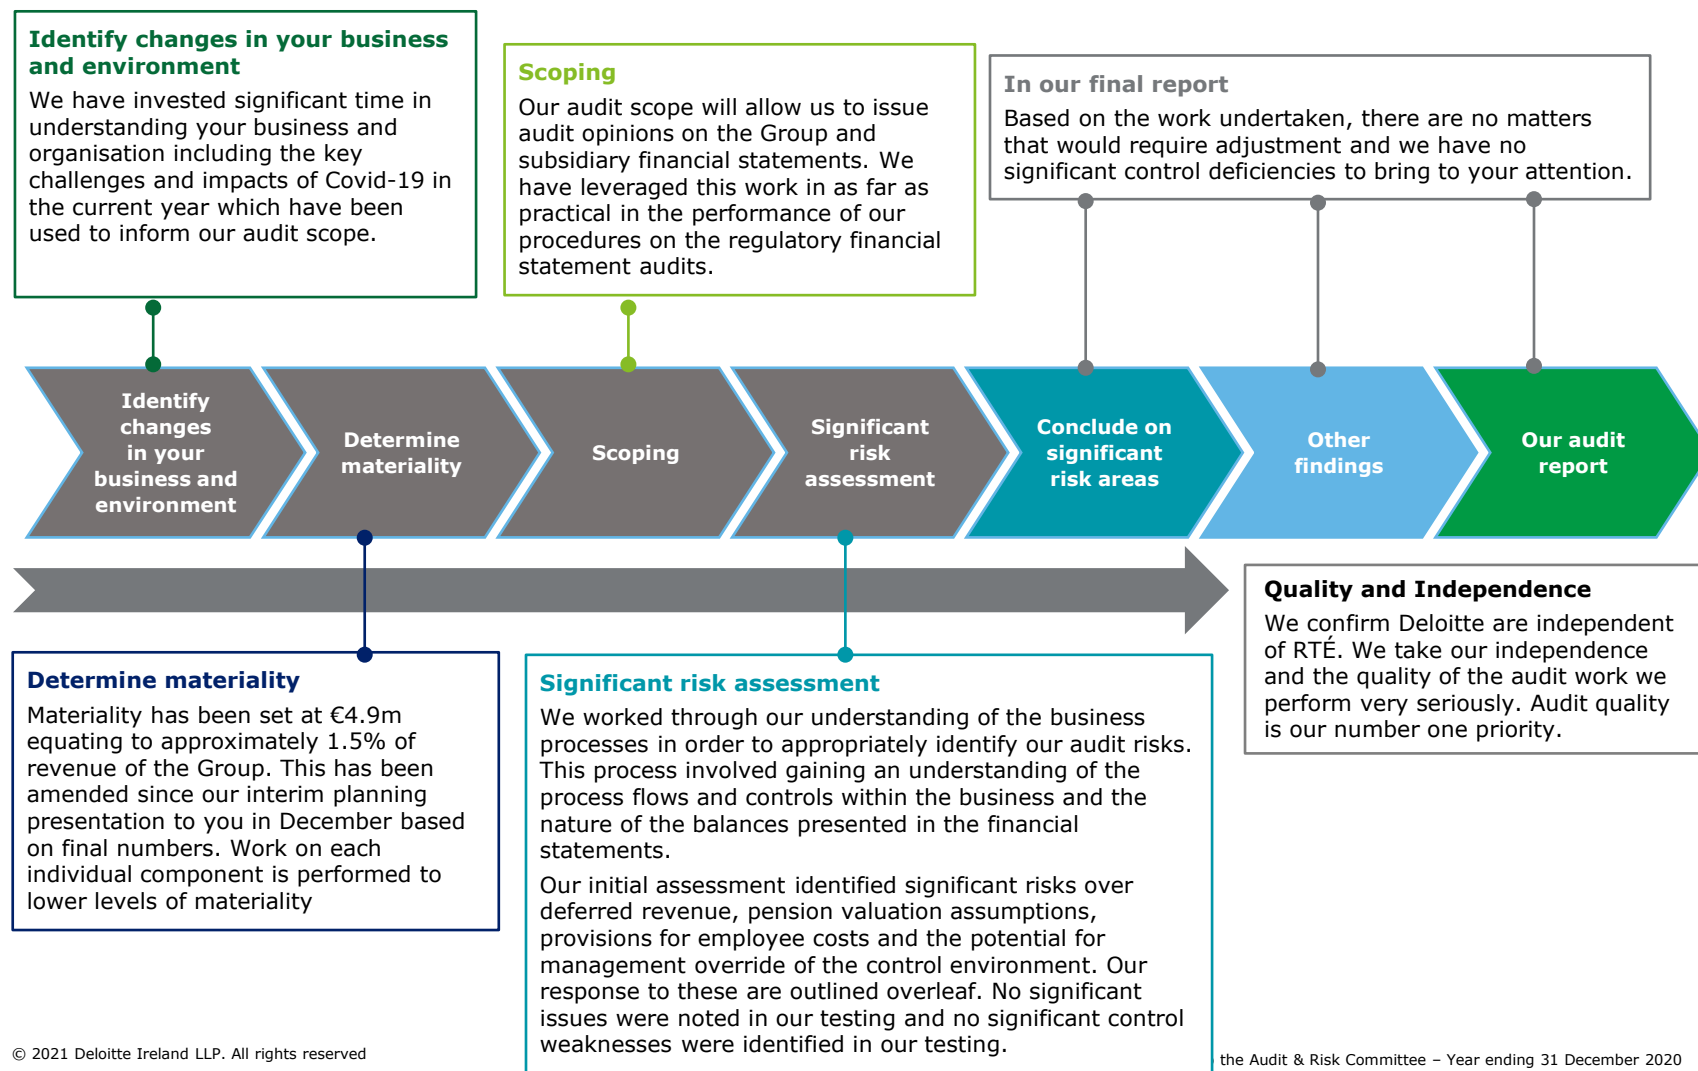 Identify changes in your business
and environment
We have invested significant time in
understanding your business and
organisation including the key
challenges and impacts of Covid-19 in
the current year which have been
used to inform our audit scope.
Scoping
Our audit scope will allow us to issue
audit opinions on the Group and
subsidiary financial statements. We
have leveraged this work in as far as
practical in the performance of our
procedures on the regulatory financial
statement audits.
In our final report
Based on the work undertaken, there are no matters
that would require adjustment and we have no
significant control deficiencies to bring to your attention.
Identify
changes
in your
business and
environment
Determine
materiality
Scoping
Significant
risk
assessment
Conclude on
significant
risk areas
Other
findings
Our audit
report
Determine materiality
Materiality has been set at €4.9m
equating to approximately 1.5% of
revenue of the Group. This has been
amended since our interim planning
presentation to you in December based
on final numbers. Work on each
individual component is performed to
lower levels of materiality
Significant risk assessment
We worked through our understanding of the business
processes in order to appropriately identify our audit risks.
This process involved gaining an understanding of the
process flows and controls within the business and the
nature of the balances presented in the financial
statements.
Our initial assessment identified significant risks over
deferred revenue, pension valuation assumptions,
provisions for employee costs and the potential for
management override of the control environment. Our
response to these are outlined overleaf. No significant
issues were noted in our testing and no significant control
weaknesses were identified in our testing.
Quality and Independence
We confirm Deloitte are independent
of RTÉ. We take our independence
and the quality of the audit work we
perform very seriously. Audit quality
is our number one priority.
© 2021 Deloitte Ireland LLP. All rights reserved
the Audit & Risk Committee – Year ending 31 December 2020